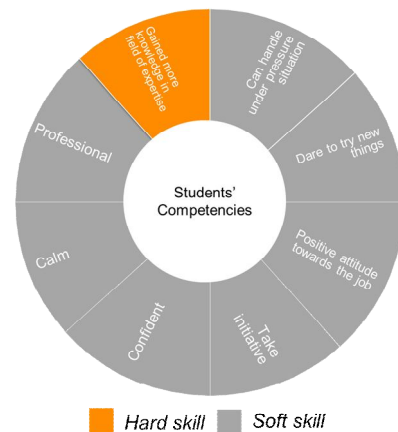 Gained more
knowledge in
field of expertise
Can handle
under pressure
situation
Dare to try new
things
Positive attitude
towards the job
Take
initiative
Confident
Calm
Professional
Students'
Competencies
Hard skill
Soft skill